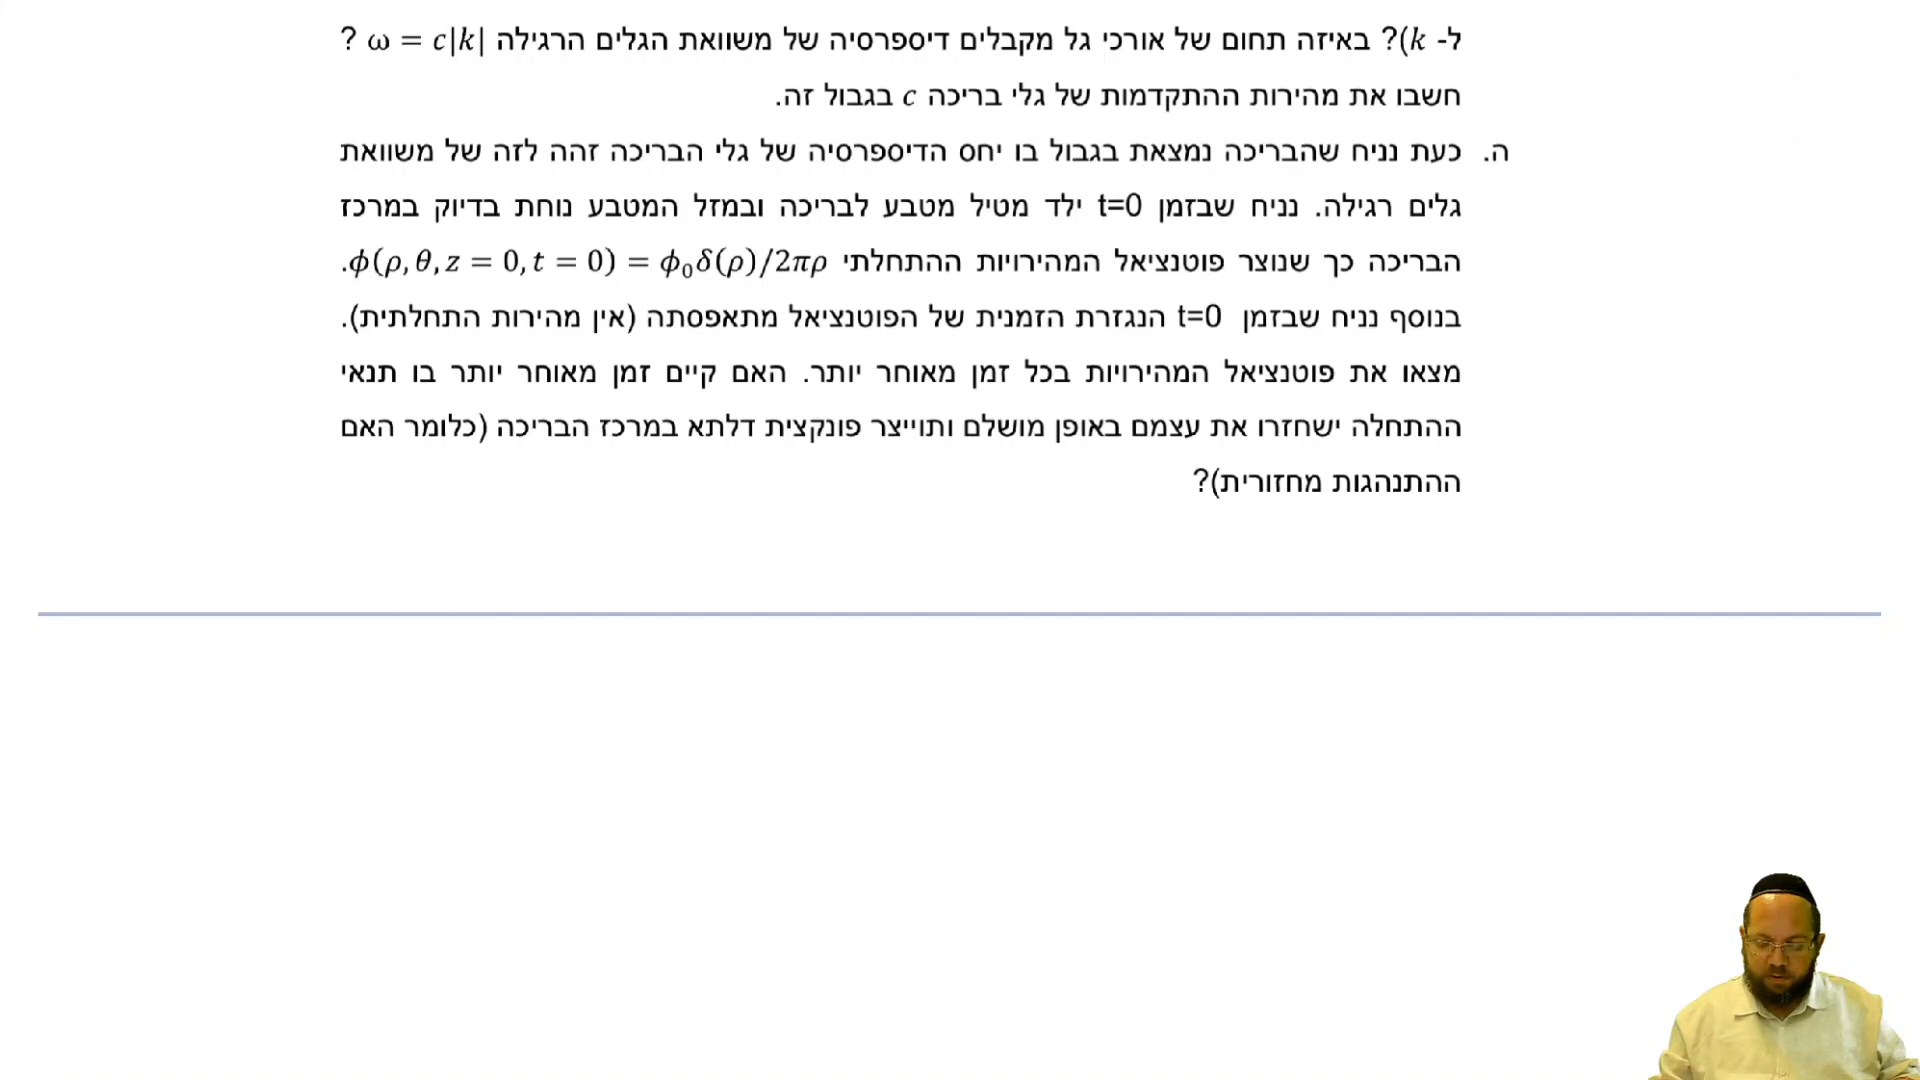 ל- k)? באיזה תחום של אורכי גל מקבלים דיספרסיה של משוואת הגלים הרגילה ω = c|k| ?
חשבו את מהירות ההתקדמות של גלי בריכה c בגבול זה.
ה. כעת נניח שהבריכה נמצאת בגבול בו יחס הדיספרסיה של גלי הבריכה זהה לזה של משוואת
גלים רגילה. נניח שבזמן t=0 ילד מטיל מטבע לבריכה ובמזל המטבע נוחת בדיוק במרכז
הבריכה כך שנוצר פוטנציאל המהירויות ההתחלתי ϕ(ρ, θ, z = 0, t = 0) = ϕ₀δ(ρ)/2πρ.
בנוסף נניח שבזמן t=0 הנגזרת הזמנית של הפוטנציאל מתאפסתה (אין מהירות התחלתית).
מצאו את פוטנציאל המהירויות בכל זמן מאוחר יותר. האם קיים זמן מאוחר יותר בו תנאי
ההתחלה ישחזרו את עצמם באופן מושלם ותוייצר פונקצית דלתא במרכז הבריכה (כלומר האם
ההתנהגות מחזורית)?